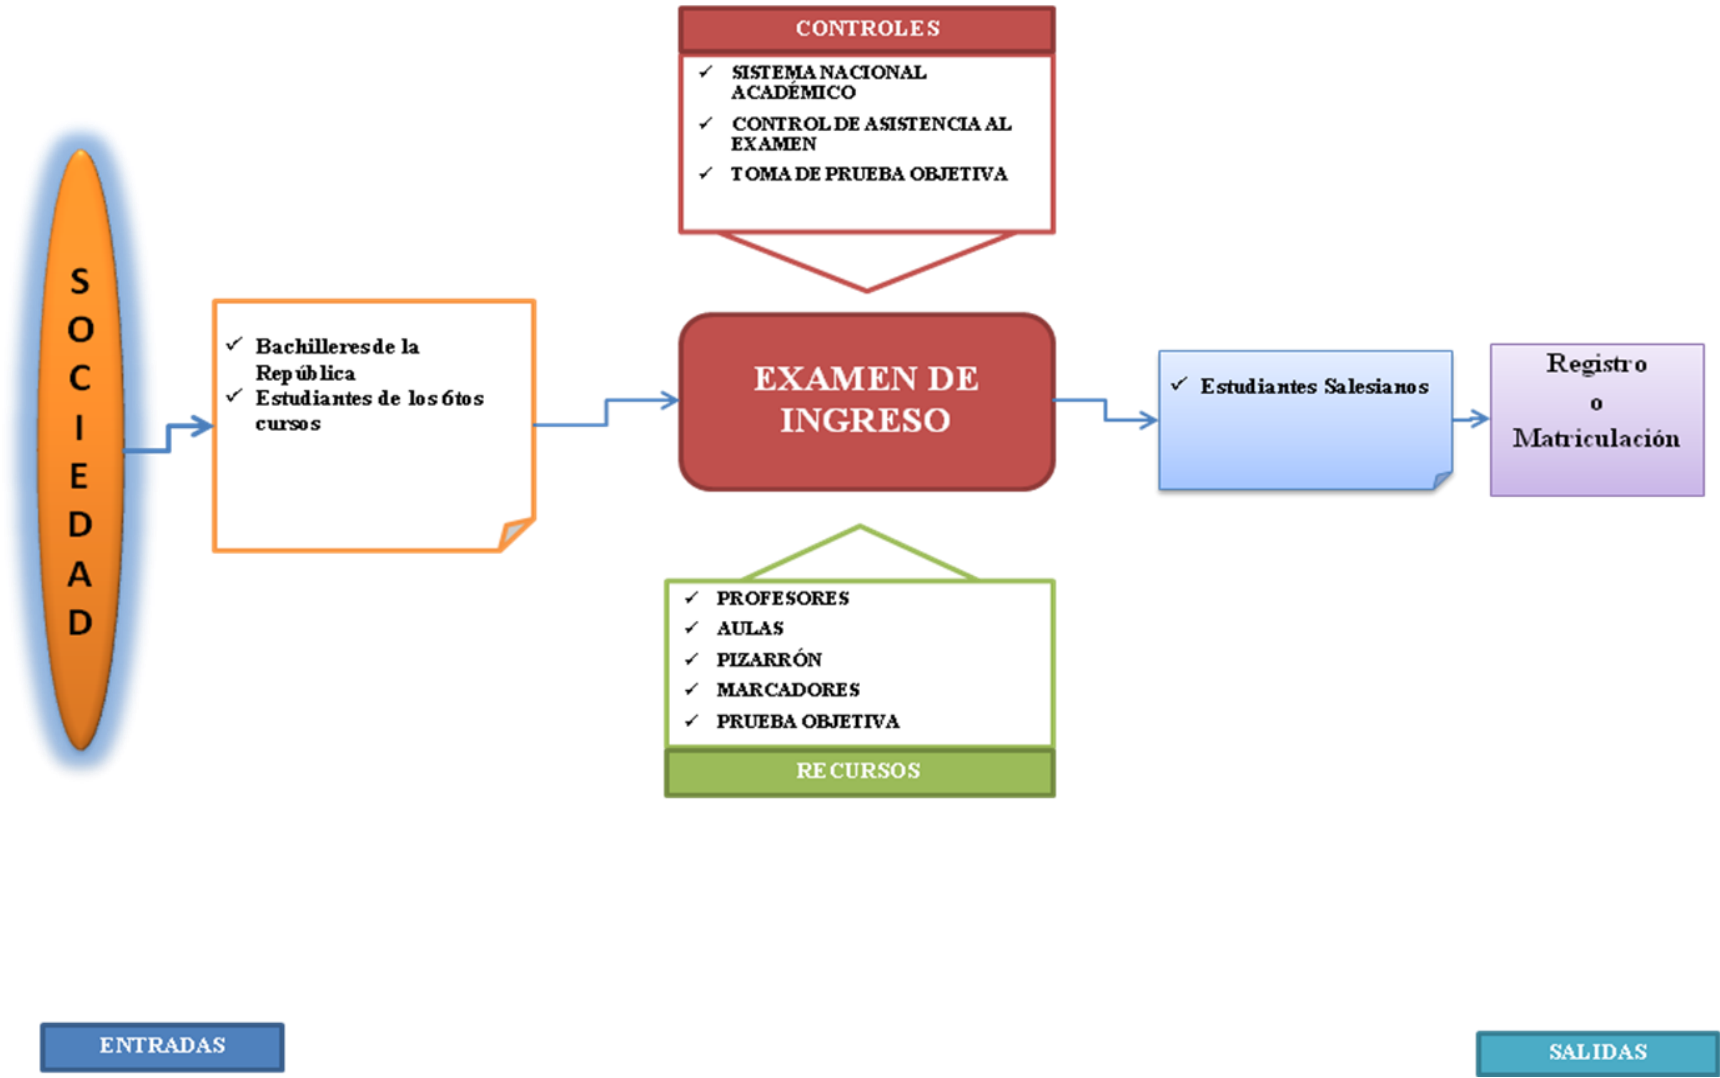 CONTROLES
SISTEMA NACIONAL
ACADÉMICO
CONTROL DE ASISTENCIA AL
EXAMEN
TOMA DE PRUEBA OBJETIVA
SOCIEDAD
Bachilleres de la
República
Estudiantes de los 6tos
cursos
EXAMEN DE
INGRESO
Estudiantes Salesianos
Registro
o
Matriculación
PROFESORES
AULAS
PIZARRÓN
MARCADORES
PRUEBA OBJETIVA
RECURSOS
ENTRADAS
SALIDAS